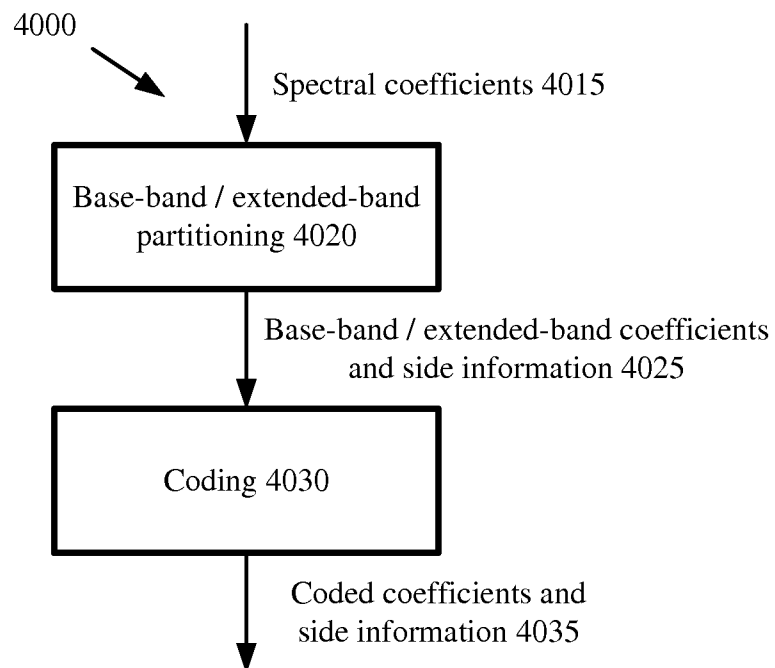 4000
Spectral coefficients 4015
Base-band / extended-band
partitioning 4020
Base-band / extended-band coefficients
and side information 4025
Coding 4030
Coded coefficients and
side information 4035